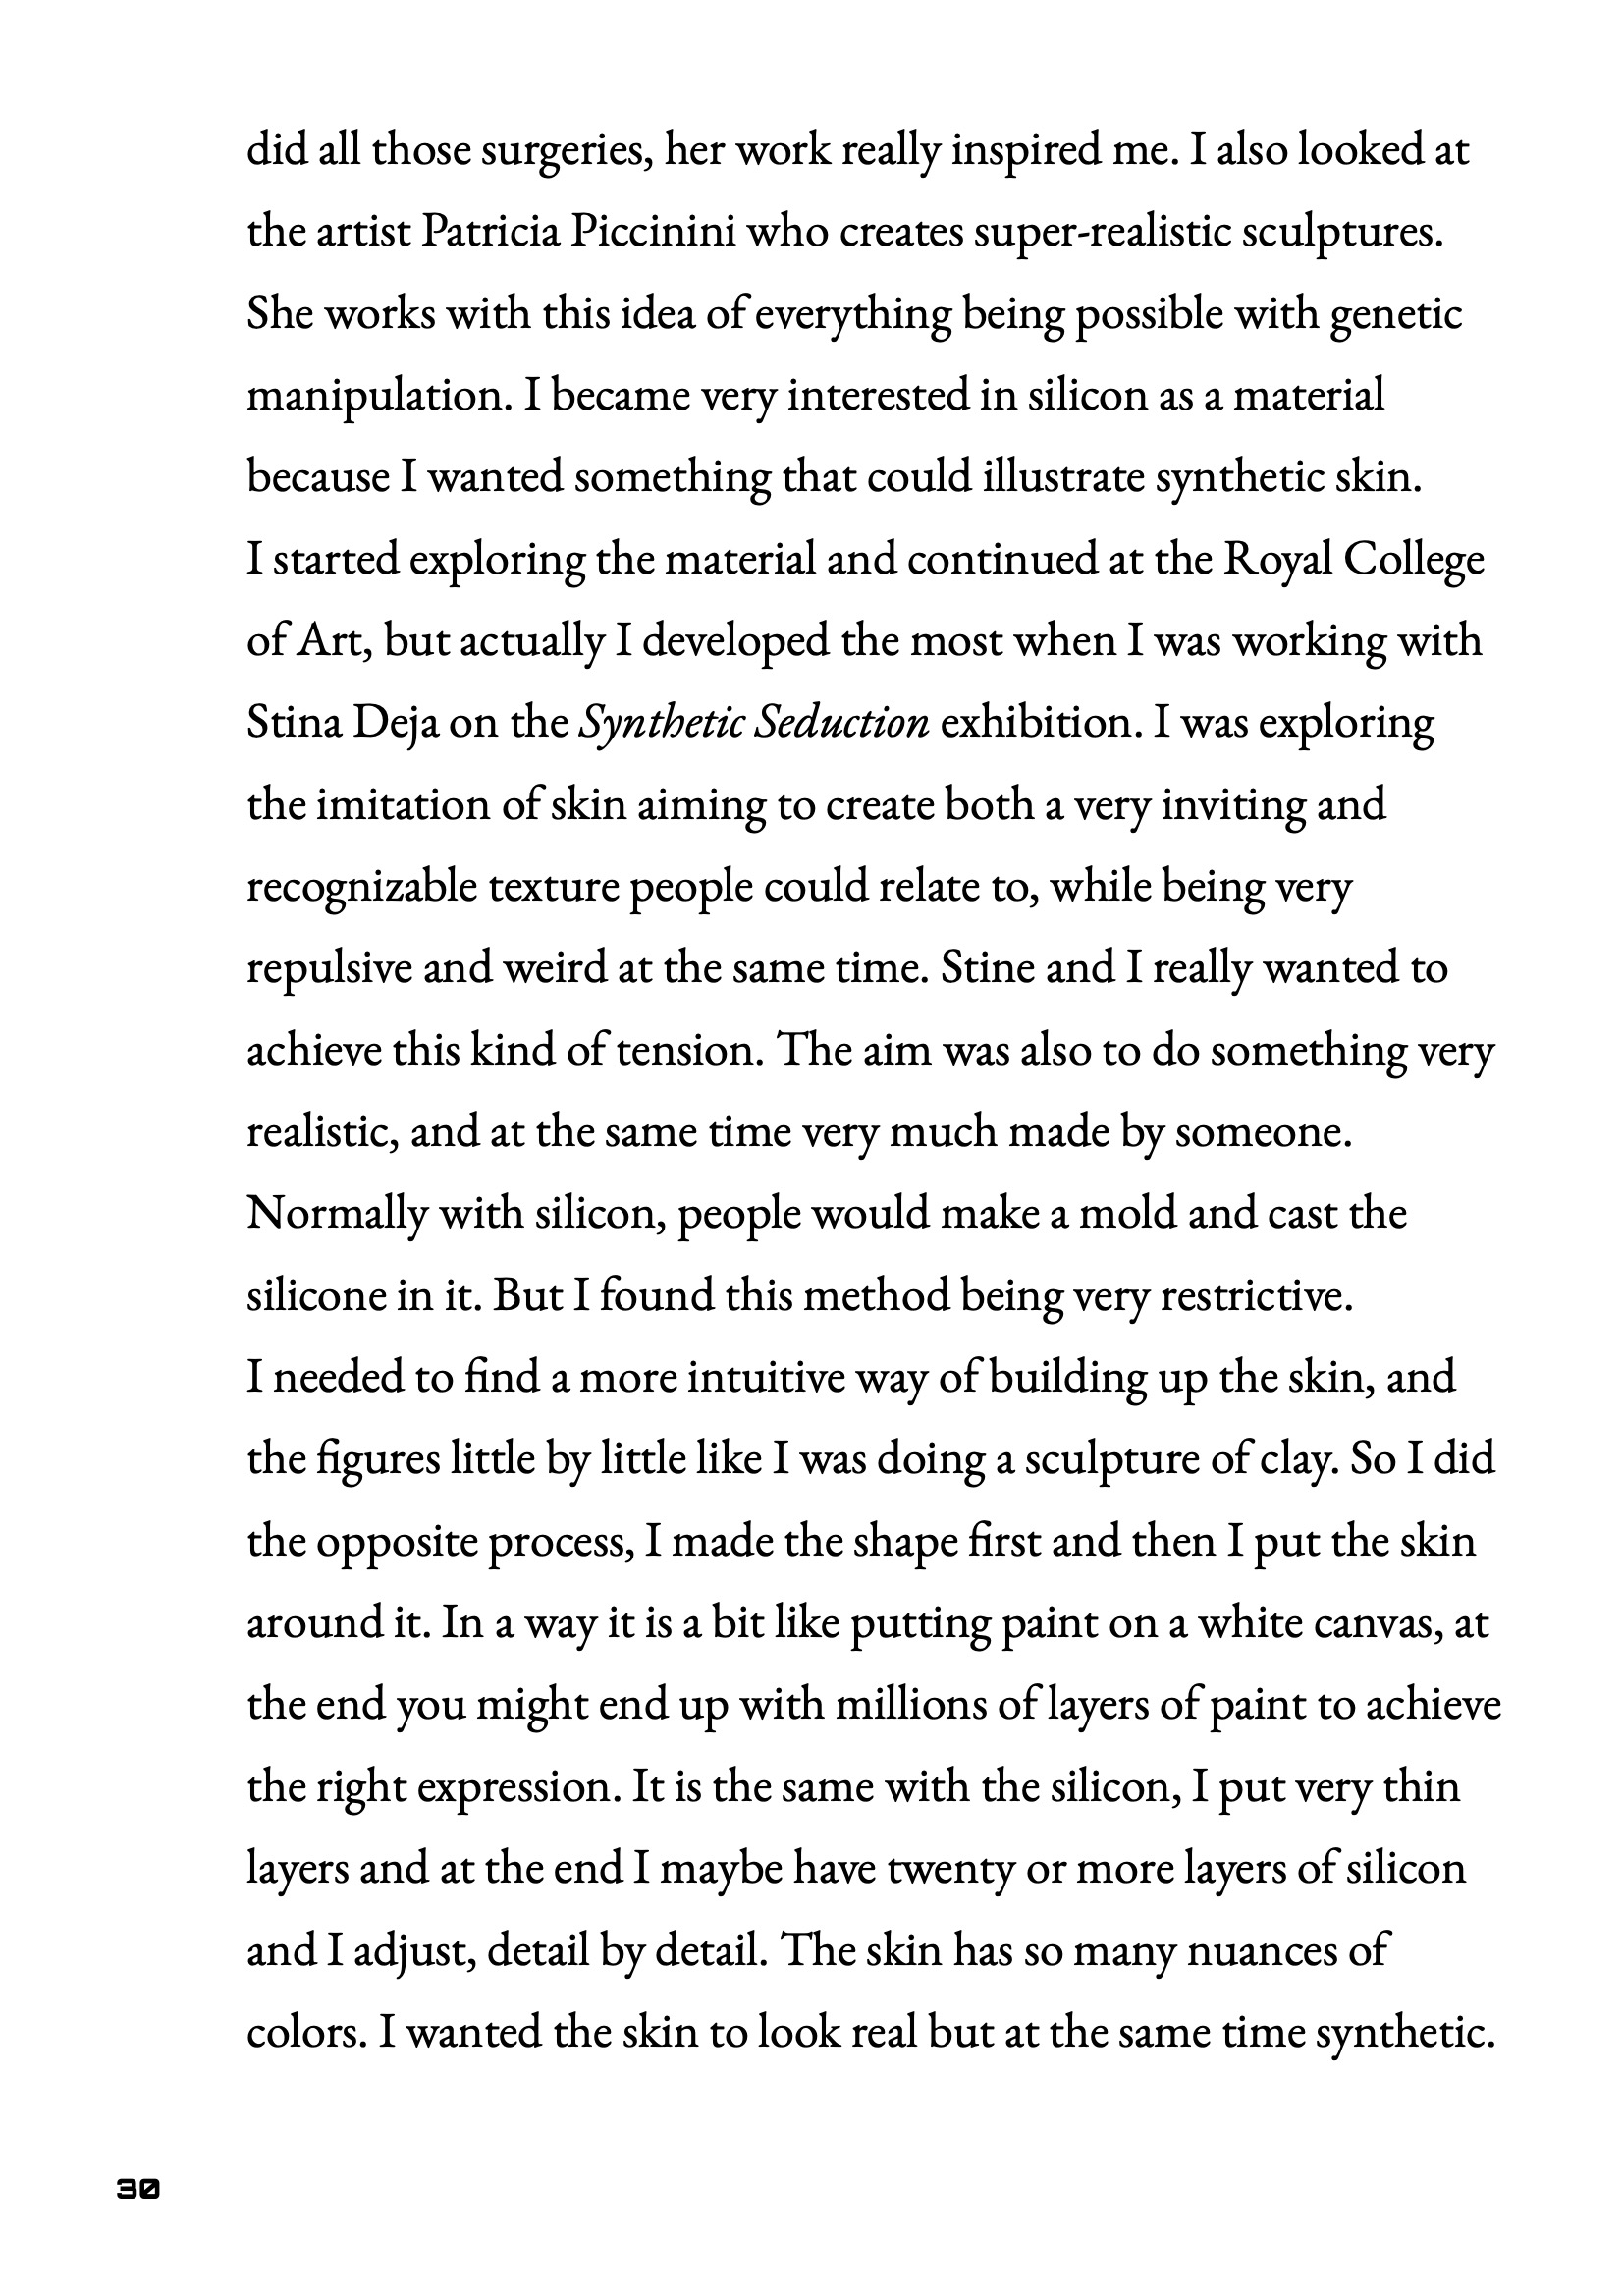 did all those surgeries, her work really inspired me. I also looked at
the artist Patricia Piccinini who creates super-realistic sculptures.
She works with this idea of everything being possible with genetic
manipulation. I became very interested in silicon as a material
because I wanted something that could illustrate synthetic skin.
I started exploring the material and continued at the Royal College
of Art, but actually I developed the most when I was working with
Stina Deja on the Synthetic Seduction exhibition. I was exploring
the imitation of skin aiming to create both a very inviting and
recognizable texture people could relate to, while being very
repulsive and weird at the same time. Stine and I really wanted to
achieve this kind of tension. The aim was also to do something very
realistic, and at the same time very much made by someone.
Normally with silicon, people would make a mold and cast the
silicone in it. But I found this method being very restrictive.
I needed to find a more intuitive way of building up the skin, and
the figures little by little like I was doing a sculpture of clay. So I did
the opposite process, I made the shape first and then I put the skin
around it. In a way it is a bit like putting paint on a white canvas, at
the end you might end up with millions of layers of paint to achieve
the right expression. It is the same with the silicon, I put very thin
layers and at the end I maybe have twenty or more layers of silicon
and I adjust, detail by detail. The skin has so many nuances of
colors. I wanted the skin to look real but at the same time synthetic.
30